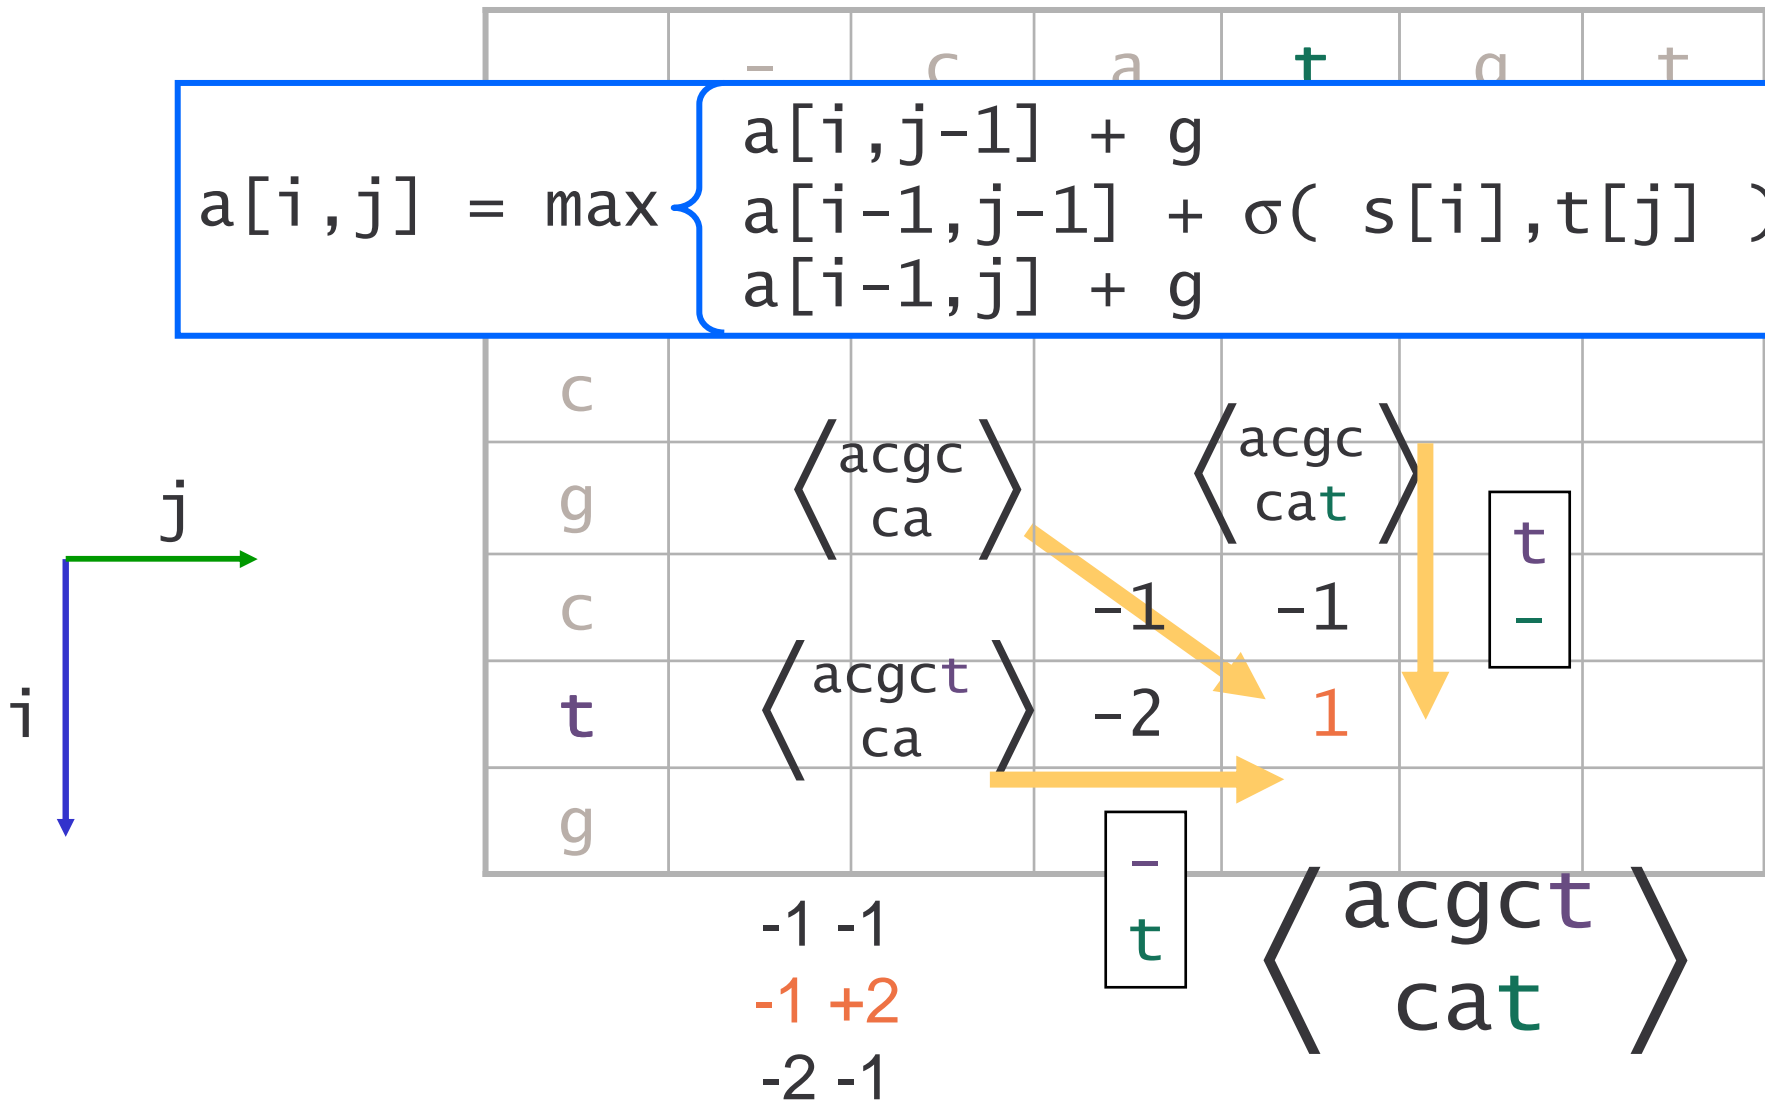 - c a t g t
a[i,j-1] + g
a[i,j] = max
a[i-1,j-1] + σ( s[i],t[j] )
a[i-1,j] + g
c
acgc
ca
acgc
cat
g
j
t
-
c
-1 -1
acgct
ca
t
-2 1
i
g
-
t
acgct
cat
-1 -1
-1 +2
-2 -1